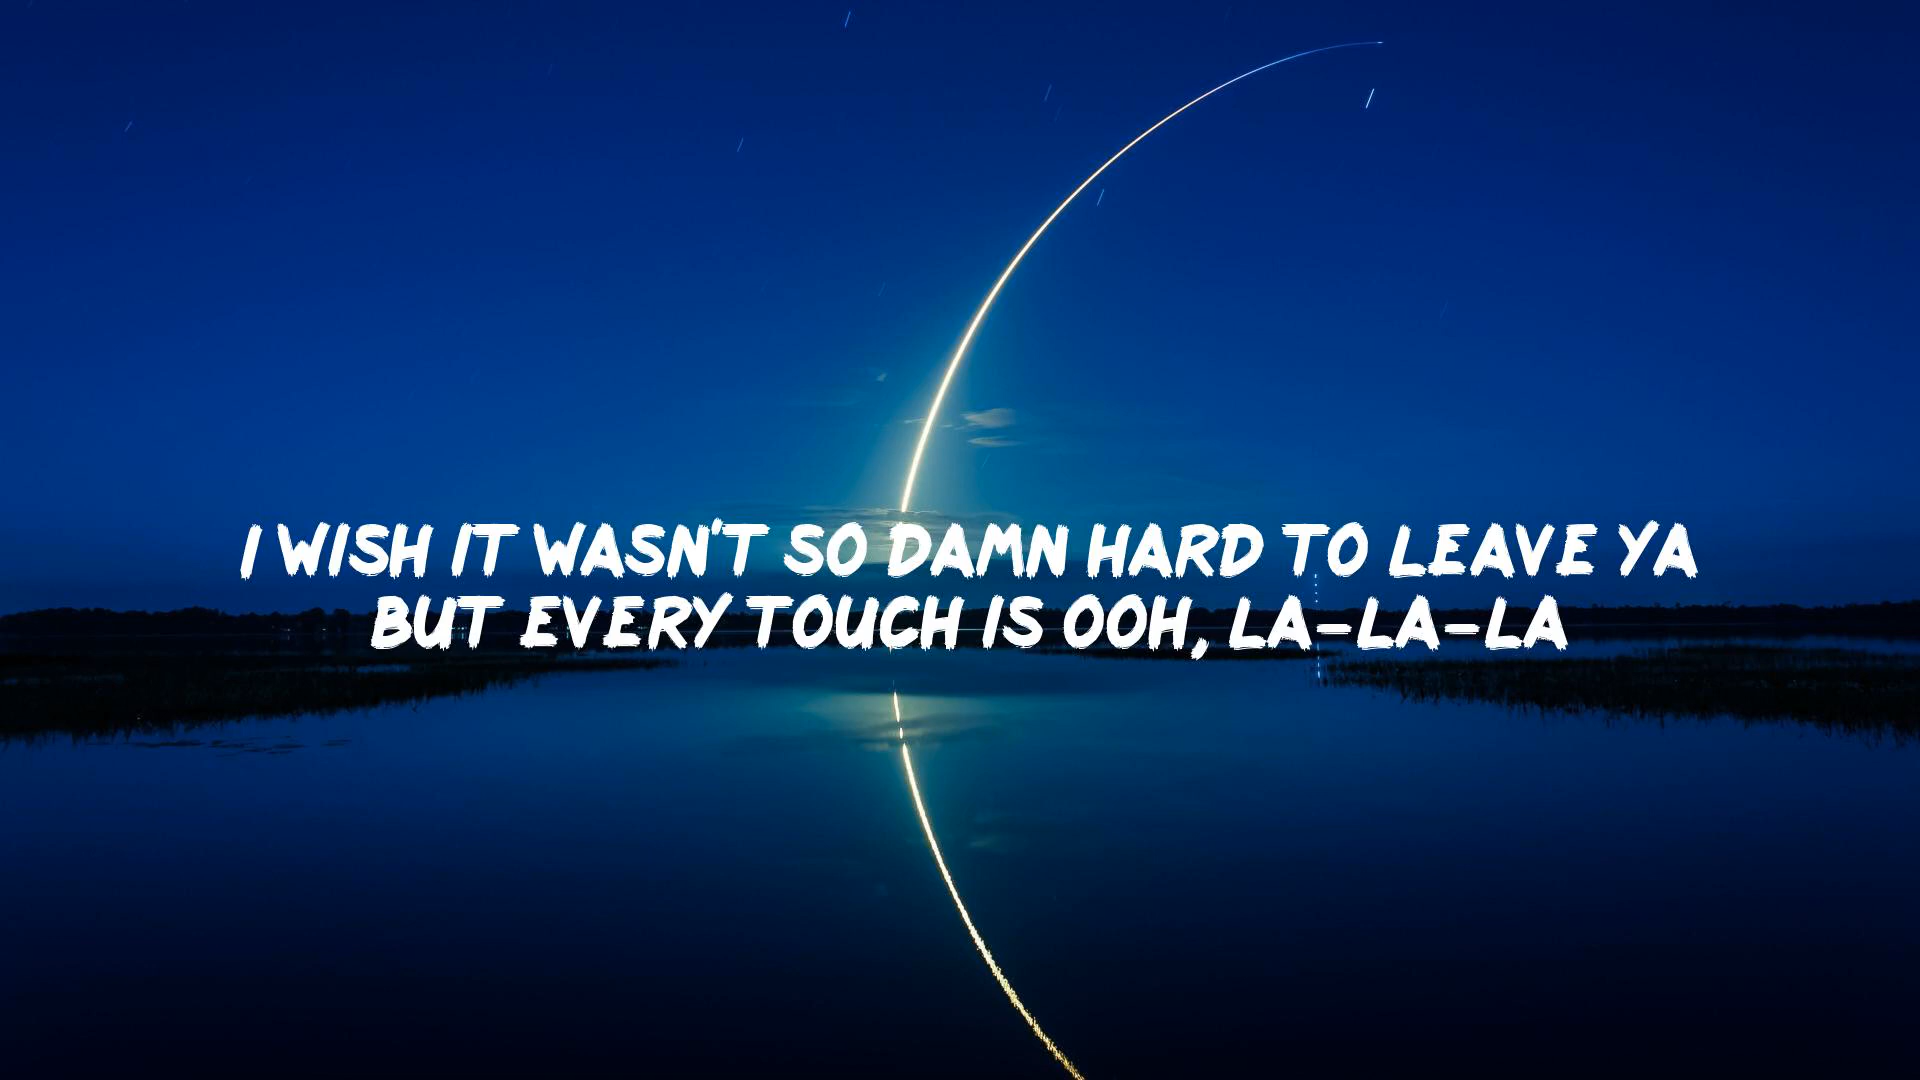 I WISH IT WASN'T SO DAMN HARD TO LEAVE YA
BUT EVERY TOUCH IS OOH, LA-LA-LA